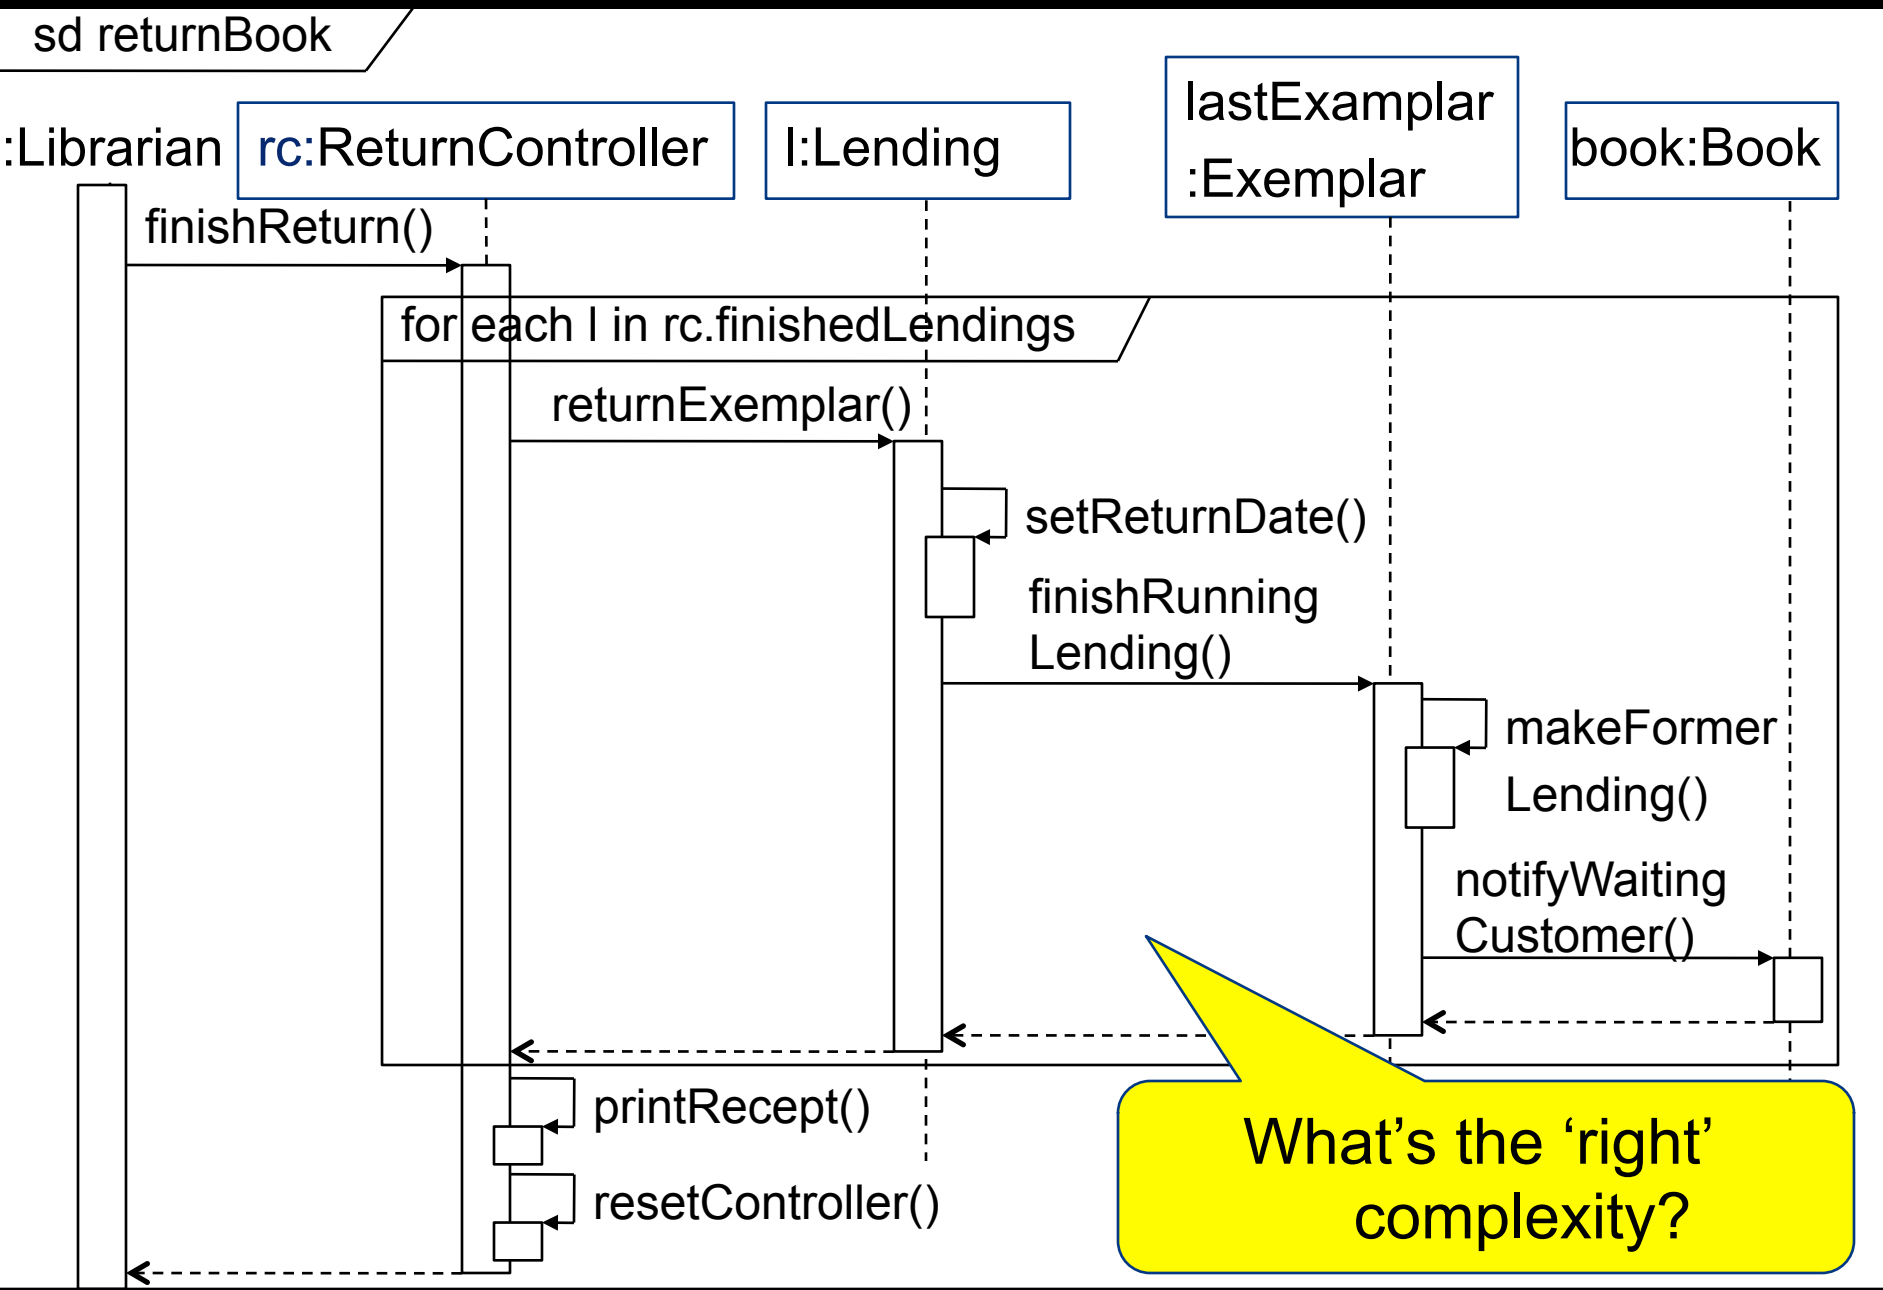 sd returnBook
:Librarian
rc:ReturnController
l:Lending
lastExamplar
:Exemplar
book:Book
finishReturn()
for each l in rc.finishedLendings
returnExemplar()
setReturnDate()
finishRunning
Lending()
makeFormer
Lending()
notifyWaiting
Customer()
printRecept()
resetController()
What’s the ‘right’
complexity?